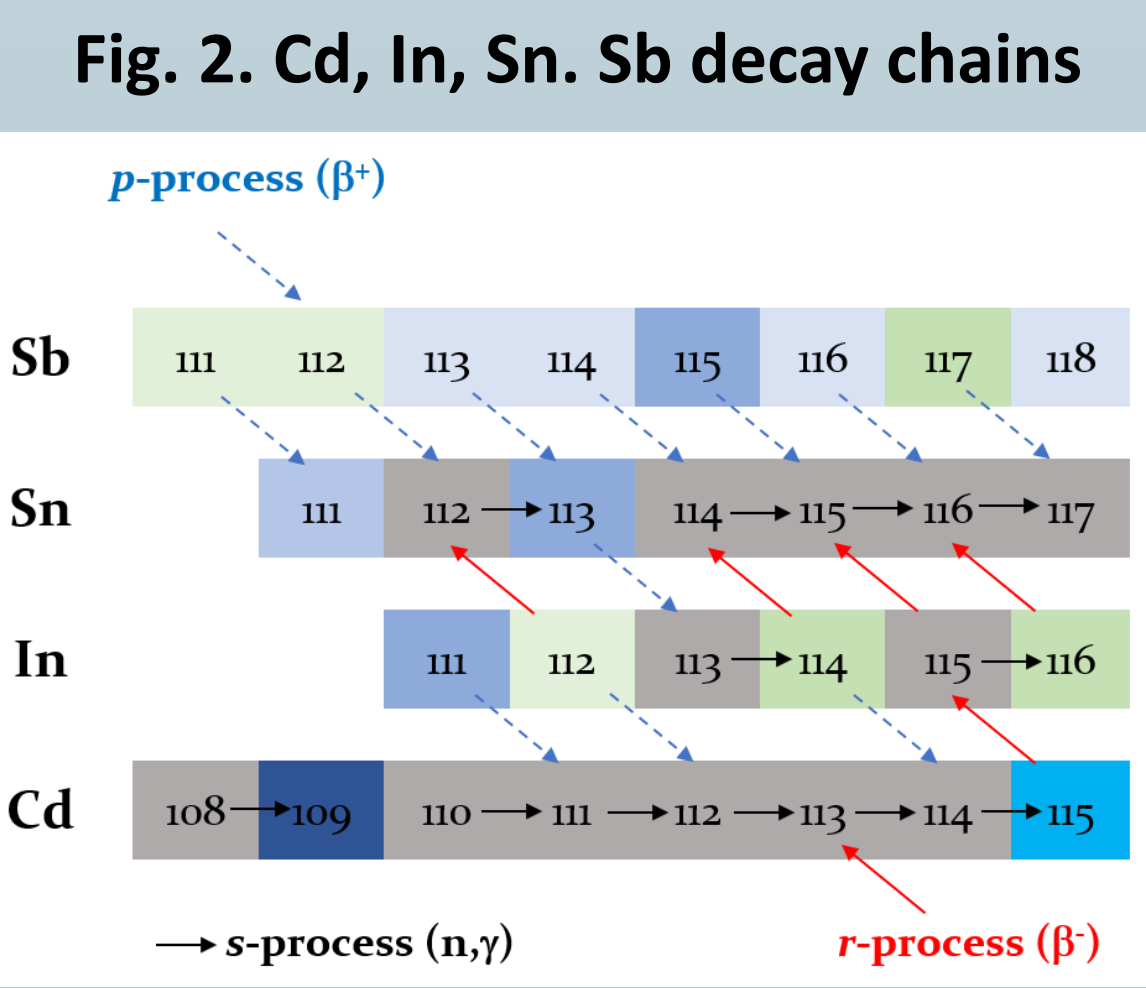 Fig. 2. Cd, In, Sn. Sb decay chains
p-process (β+)
Sb 111 112 113 114 115 116 117 118
Sn 111 112 113 114 115 116 117
In 111 112 113 114 115 116
Cd 108 109 110 111 112 113 114 115
s-process (n,γ)
r-process (β-)